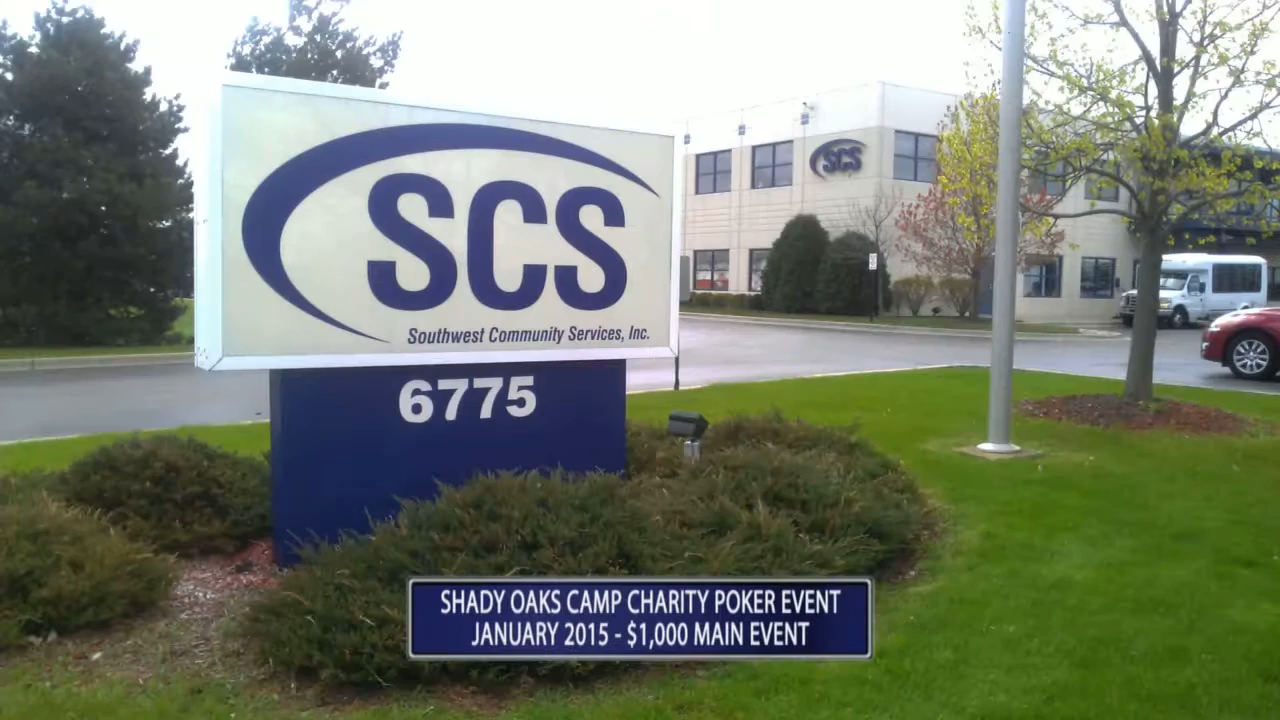 SCS
Southwest Community Services, Inc.
6775
SCS
SHADY OAKS CAMP CHARITY POKER EVENT
JANUARY 2015 - $1,000 MAIN EVENT